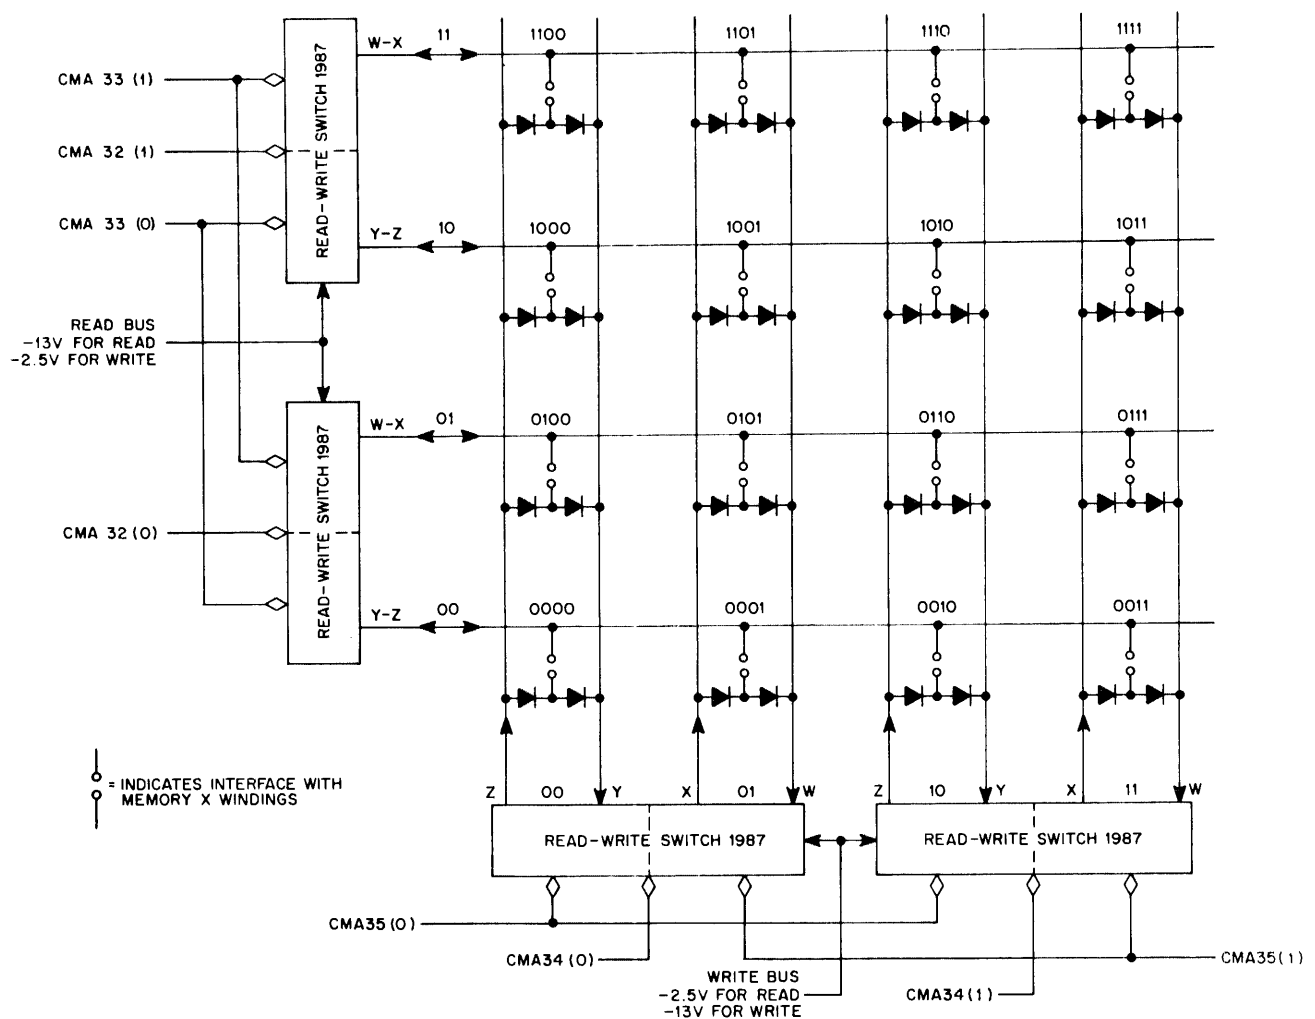 W-X 11 1100 1101 1110 1111
CMA 33 (1)
READ-WRITE SWITCH 1987
CMA 32 (1)
CMA 33 (0)
Y-Z 10 1000 1001 1010 1011
READ BUS
-13V FOR READ
-2.5V FOR WRITE
W-X 01 0100 0101 0110 0111
READ-WRITE SWITCH 1987
CMA 32 (0)
Y-Z 00 0000 0001 0010 0011
= INDICATES INTERFACE WITH
MEMORY X WINDINGS
Z 00 Y X 01 W Z 10 Y X 11 W
READ-WRITE SWITCH 1987 READ-WRITE SWITCH 1987
CMA35 (0)
CMA34 (0)
CMA35 (1)
WRITE BUS
-2.5V FOR READ
-13V FOR WRITE
CMA34 (1)